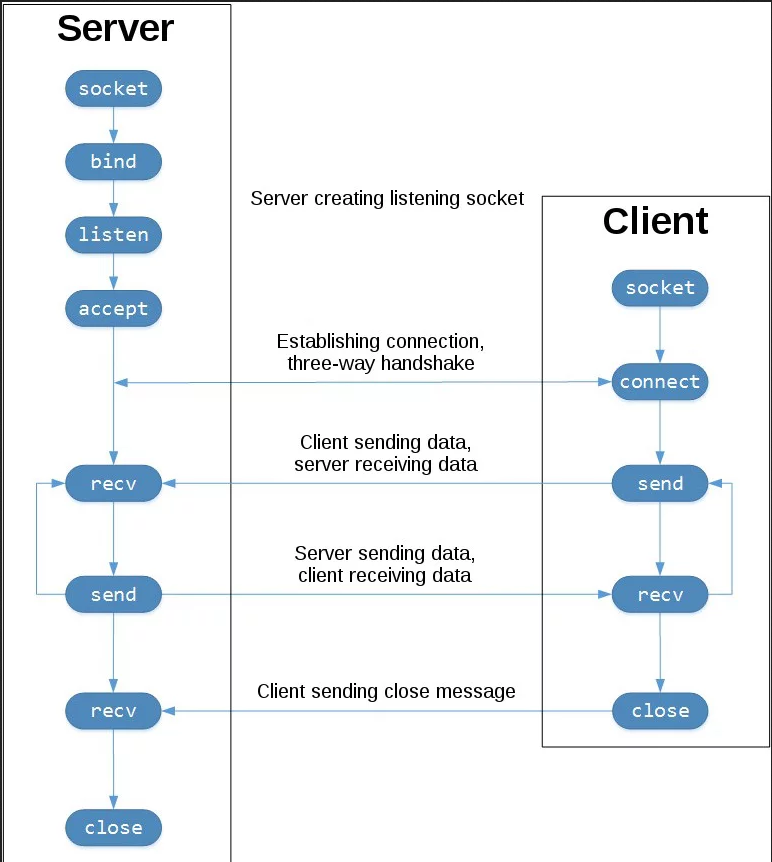 Server
socket
bind
listen
accept
recv
send
recv
close
Server creating listening socket
Establishing connection,
three-way handshake
Client sending data,
server receiving data
Server sending data,
client receiving data
Client sending close message
Client
socket
connect
send
recv
close